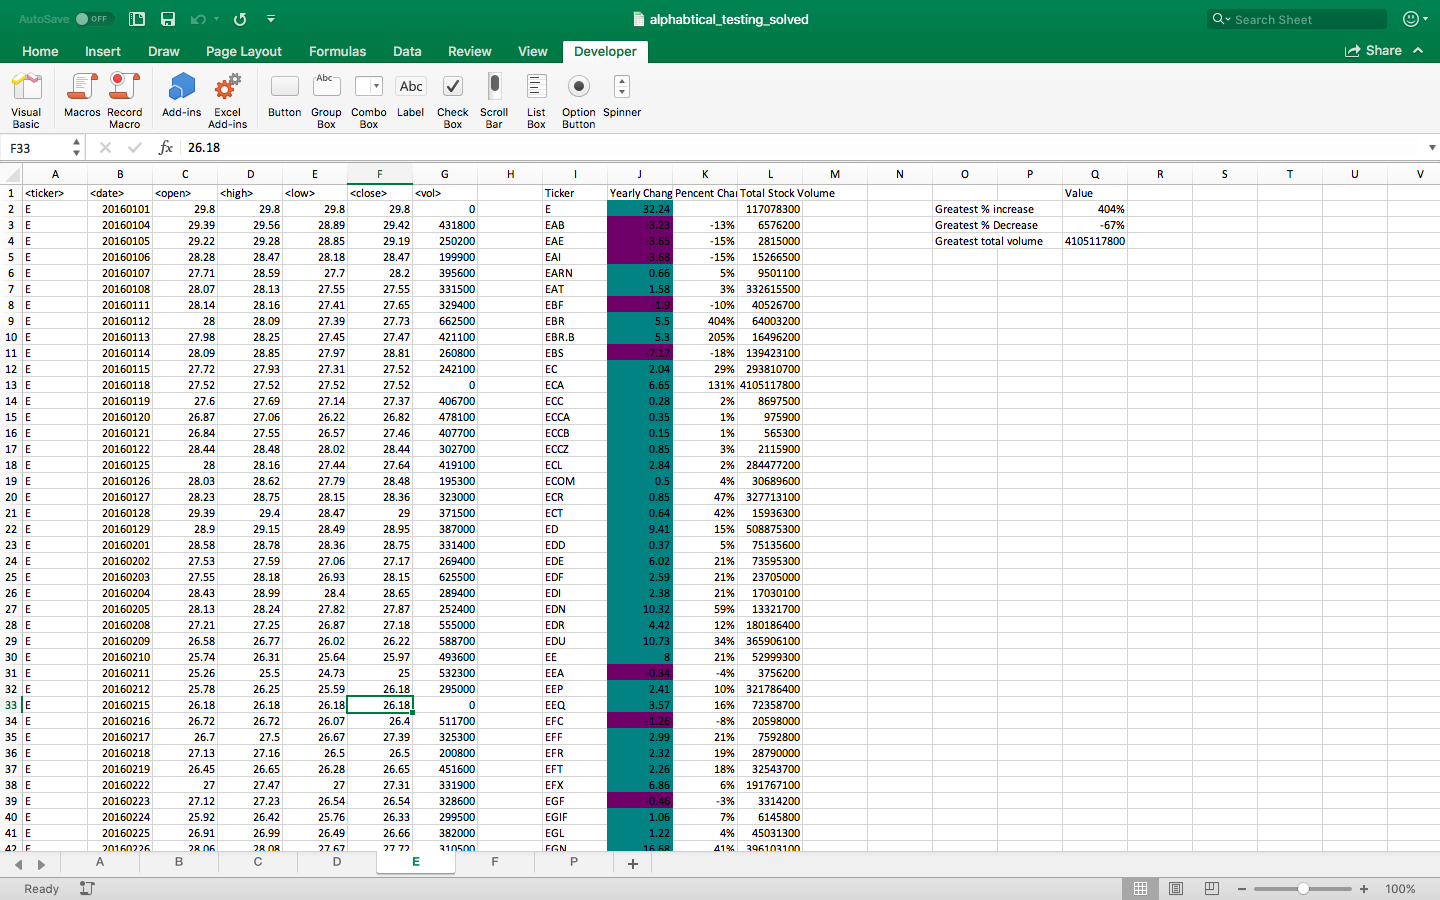 AutoSave OFF alphabtical_testing_solved Search Sheet
Home Insert Draw Page Layout Formulas Data Review View Developer Share
Visual Basic Macros Record Macro Add-ins Excel Add-ins Button Group Box Combo Box Label Check Box Scroll Bar List Box Option Button Spinner
Abc Abc
F33 fx 26.18
A B C D E F G H I J K L M N O P Q R S T U V
1 <ticker> <date> <open> <high> <low> <close> <vol> Ticker Yearly Chang Pencent Cha Total Stock Volume Value
2 E 20160101 29.8 29.8 29.8 29.8 0 E 32.24 117078300 Greatest % increase 404%
3 E 20160104 29.39 29.56 28.89 29.42 431800 EAB -3.23 -13% 6576200 Greatest % Decrease -67%
4 E 20160105 29.22 29.28 28.85 29.19 250200 EAE -3.65 -15% 2815000 Greatest total volume 4105117800
5 E 20160106 28.28 28.47 28.18 28.47 199900 EAI -3.68 -15% 15266500
6 E 20160107 27.71 28.59 27.7 28.2 395600 EARN 0.66 5% 9501100
7 E 20160108 28.07 28.13 27.55 27.55 331500 EAT 1.58 3% 332615500
8 E 20160111 28.14 28.16 27.41 27.65 329400 EBF -1.9 -10% 40526700
9 E 20160112 28 28.09 27.39 27.73 662500 EBR 5.5 404% 64003200
10 E 20160113 27.98 28.25 27.45 27.47 421100 EBR.B 5.3 205% 16496200
11 E 20160114 28.09 28.85 27.97 28.81 260800 EBS -7.17 -18% 139423100
12 E 20160115 27.72 27.93 27.31 27.52 242100 EC 2.04 29% 293810700
13 E 20160118 27.52 27.52 27.52 27.52 0 ECA 6.65 131% 4105117800
14 E 20160119 27.6 27.69 27.14 27.37 406700 ECC 0.28 2% 8697500
15 E 20160120 26.87 27.06 26.22 26.82 478100 ECCA 0.35 1% 975900
16 E 20160121 26.84 27.55 26.57 27.46 407700 ECCB 0.15 1% 565300
17 E 20160122 28.44 28.48 28.02 28.44 302700 ECCZ 0.85 3% 2115900
18 E 20160125 28 28.16 27.44 27.64 419100 ECL 2.84 2% 284477200
19 E 20160126 28.03 28.62 27.79 28.48 195300 ECOM 0.5 4% 30689600
20 E 20160127 28.23 28.75 28.15 28.36 323000 ECR 0.85 47% 327713100
21 E 20160128 29.39 29.4 28.47 29 371500 ECT 0.64 42% 15936300
22 E 20160129 28.9 29.15 28.49 28.95 387000 ED 9.41 15% 508875300
23 E 20160201 28.58 28.78 28.36 28.75 331400 EDD 0.37 5% 75135600
24 E 20160202 27.53 27.59 27.06 27.17 269400 EDE 6.02 21% 73595300
25 E 20160203 27.55 28.18 26.93 28.15 625500 EDF 2.59 21% 23705000
26 E 20160204 28.43 28.99 28.4 28.65 289400 EDI 2.38 21% 17030100
27 E 20160205 28.13 28.24 27.82 27.87 252400 EDN 10.32 59% 13321700
28 E 20160208 27.21 27.25 26.87 27.18 555000 EDR 4.42 12% 180186400
29 E 20160209 26.58 26.77 26.02 26.22 588700 EDU 10.73 34% 365906100
30 E 20160210 25.74 26.31 25.64 25.97 493600 EE 8 21% 52999300
31 E 20160211 25.26 25.5 24.73 25 532300 EEA -0.34 -4% 3756200
32 E 20160212 25.78 26.25 25.59 26.18 295000 EEP 2.41 10% 321786400
33 E 20160215 26.18 26.18 26.18 26.18 0 EEQ 3.57 16% 72358700
34 E 20160216 26.72 26.72 26.07 26.4 511700 EFC -1.26 -8% 20598000
35 E 20160217 26.7 27.5 26.67 27.39 325300 EFF 2.99 21% 7592800
36 E 20160218 27.13 27.16 26.5 26.5 200800 EFR 2.32 19% 28790000
37 E 20160219 26.45 26.65 26.28 26.65 451600 EFT 2.26 18% 32543700
38 E 20160222 27 27.47 27 27.31 331900 EFX 6.86 6% 191767100
39 E 20160223 27.12 27.23 26.54 26.54 328600 EGF -0.46 -3% 3314200
40 E 20160224 25.92 26.42 25.76 26.33 299500 EGIF 1.06 7% 6145800
41 E 20160225 26.91 26.99 26.49 26.66 382000 EGL 1.22 4% 45031300
42 E 20160226 28.06 28.08 27.67 27.72 310500 EGN 16.68 41% 396103100
A B C D E F P +
Ready 100%